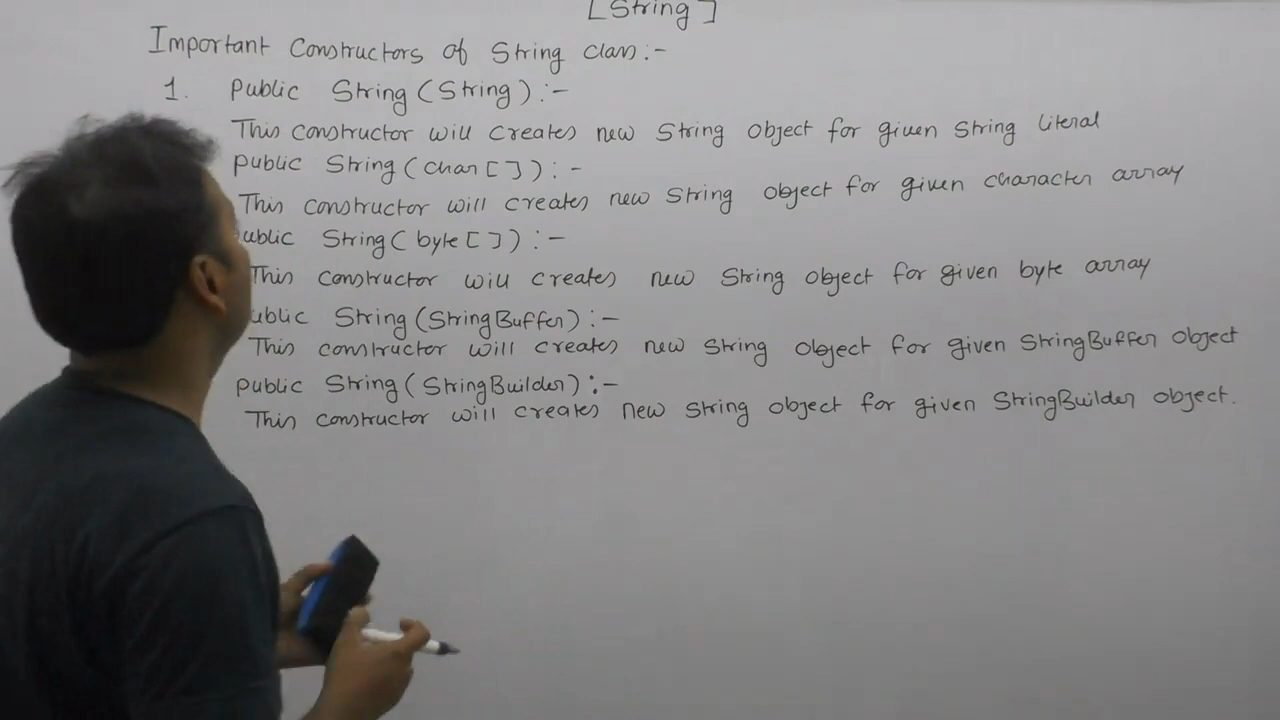 [String]
Important Constructors of String class:-
1. Public String(String):-
This constructor will creates new String object for given String literal
Public String(char[]):-
This constructor will creates new String object for given character array
ublic String(byte[]):-
This constructor will creates new String object for given byte array
ublic String(StringBuffer):-
This constructor will creates new String object for given StringBuffer object
Public String(StringBuilder):-
This constructor will creates new String object for given StringBuilder object.